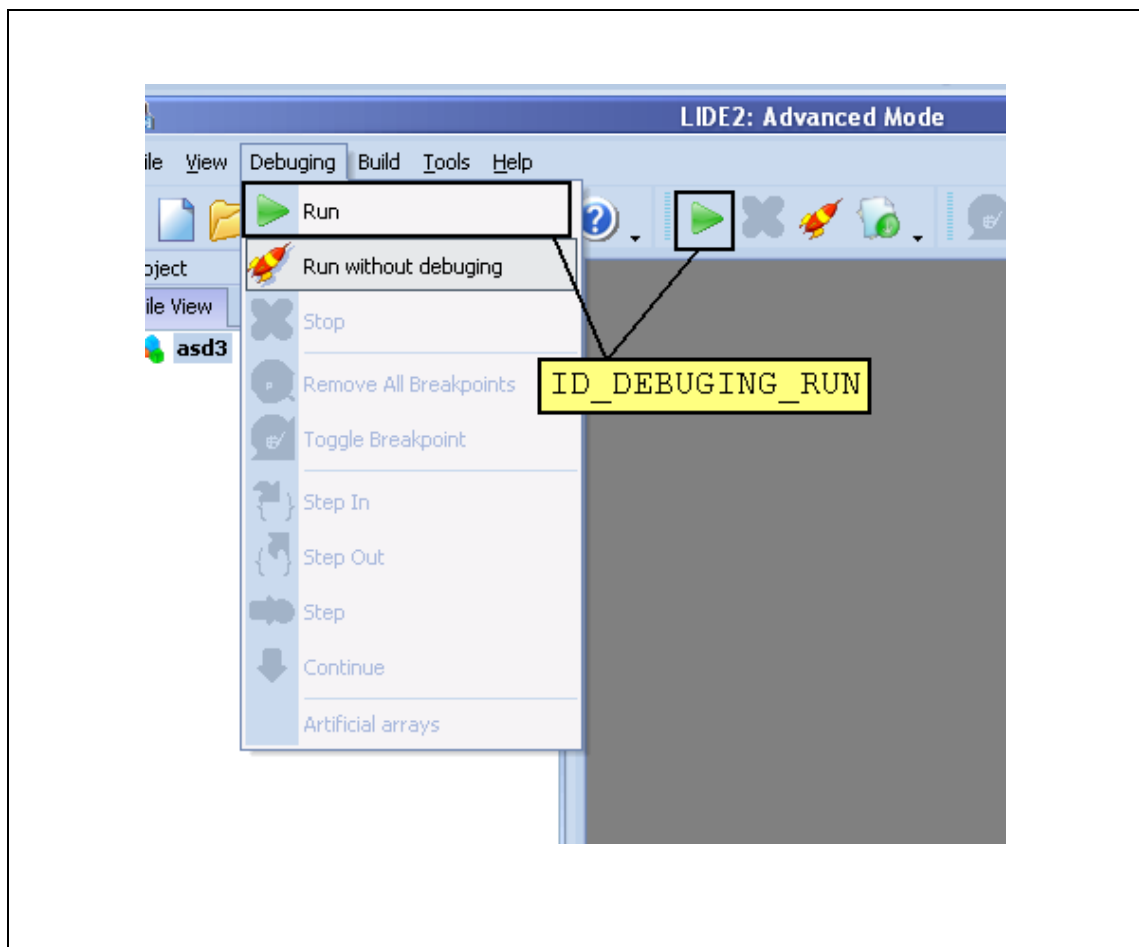 LIDE2: Advanced Mode
ile View Debuging Build Tools Help
Run
Run without debuging
oject
ile View
Stop
asd3
Remove All Breakpoints
ID_DEBUGING_RUN
Toggle Breakpoint
Step In
Step Out
Step
Continue
Artificial arrays